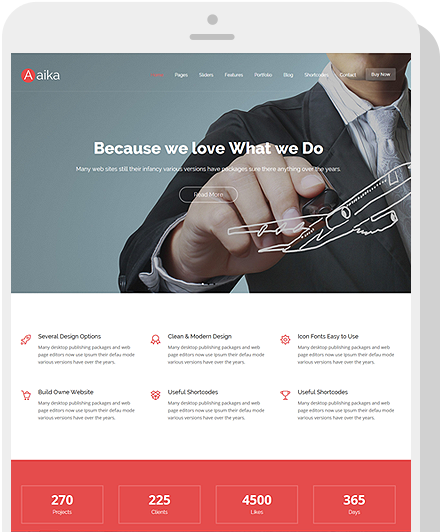 A aika
Home Pages Sliders Features Portfolio Blog Shortcodes Contact Buy Now
Because we love What we Do
Many web sites still their infancy various versions have packages sure there anything over the years.
Read More
Several Design Options
Many desktop publishing packages and web
page editors now use Ipsum their defau mode
various versions have over the years.
Clean & Modern Design
Many desktop publishing packages and web
page editors now use Ipsum their defau mode
various versions have over the years.
Icon Fonts Easy to Use
Many desktop publishing packages and web
page editors now use Ipsum their defau mode
various versions have over the years.
Build Owne Website
Many desktop publishing packages and web
page editors now use Ipsum their defau mode
various versions have over the years.
Useful Shortcodes
Many desktop publishing packages and web
page editors now use Ipsum their defau mode
various versions have over the years.
Useful Shortcodes
Many desktop publishing packages and web
page editors now use Ipsum their defau mode
various versions have over the years.
270 225 4500 365
Projects Clients Likes Days